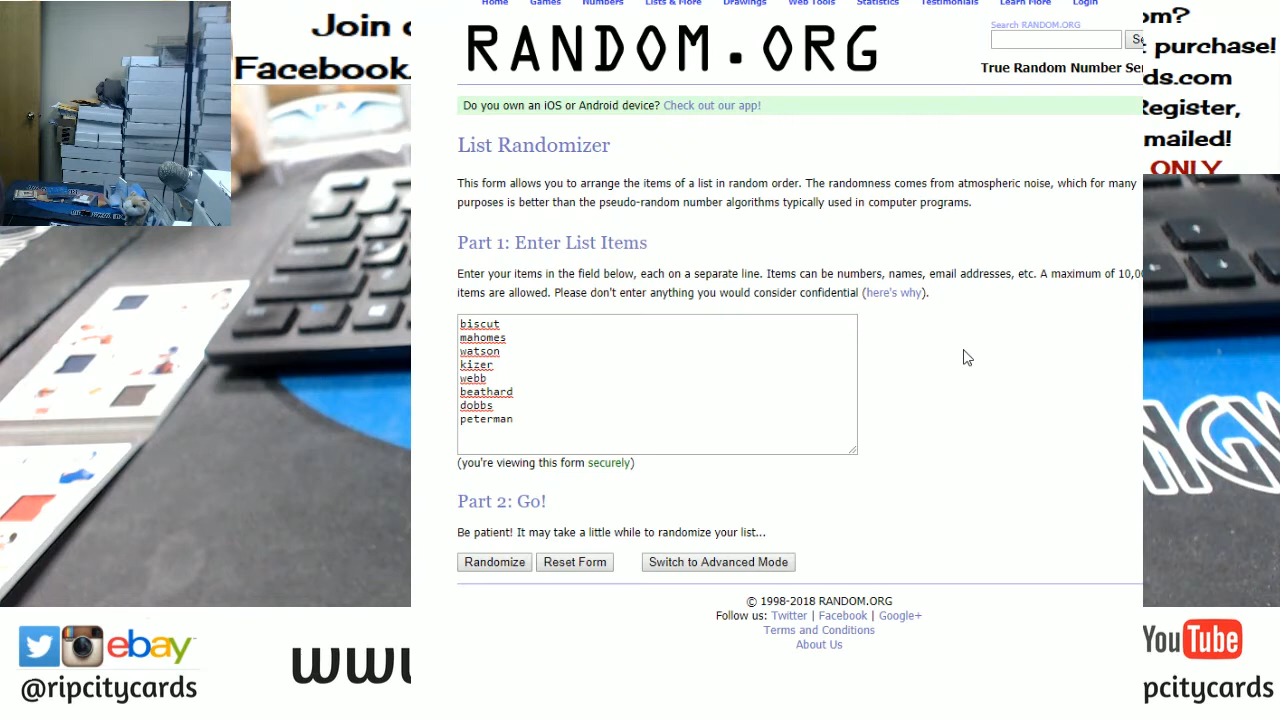 Join
Facebook
Home Games Numbers Lists & More Drawings Web Tools Statistics Testimonials Learn More Login
RANDOM.ORG
Search RANDOM.ORG
True Random Number
Do you own an iOS or Android device? Check out our app!
List Randomizer
This form allows you to arrange the items of a list in random order. The randomness comes from atmospheric noise, which for many
purposes is better than the pseudo-random number algorithms typically used in computer programs.
Part 1: Enter List Items
Enter your items in the field below, each on a separate line. Items can be numbers, names, email addresses, etc. A maximum of 10,00
items are allowed. Please don't enter anything you would consider confidential (here's why).
biscut
mahomes
watson
kizer
webb
beathard
dobbs
peterman
(you're viewing this form securely)
Part 2: Go!
Be patient! It may take a little while to randomize your list...
Randomize Reset Form Switch to Advanced Mode
© 1998-2018 RANDOM.ORG
Follow us: Twitter | Facebook | Google+
Terms and Conditions
About Us
om?
purchase!
ds.com
Register,
mailed!
ONLY
ebay
@ripcitycards
www
YouTube
pcitycards